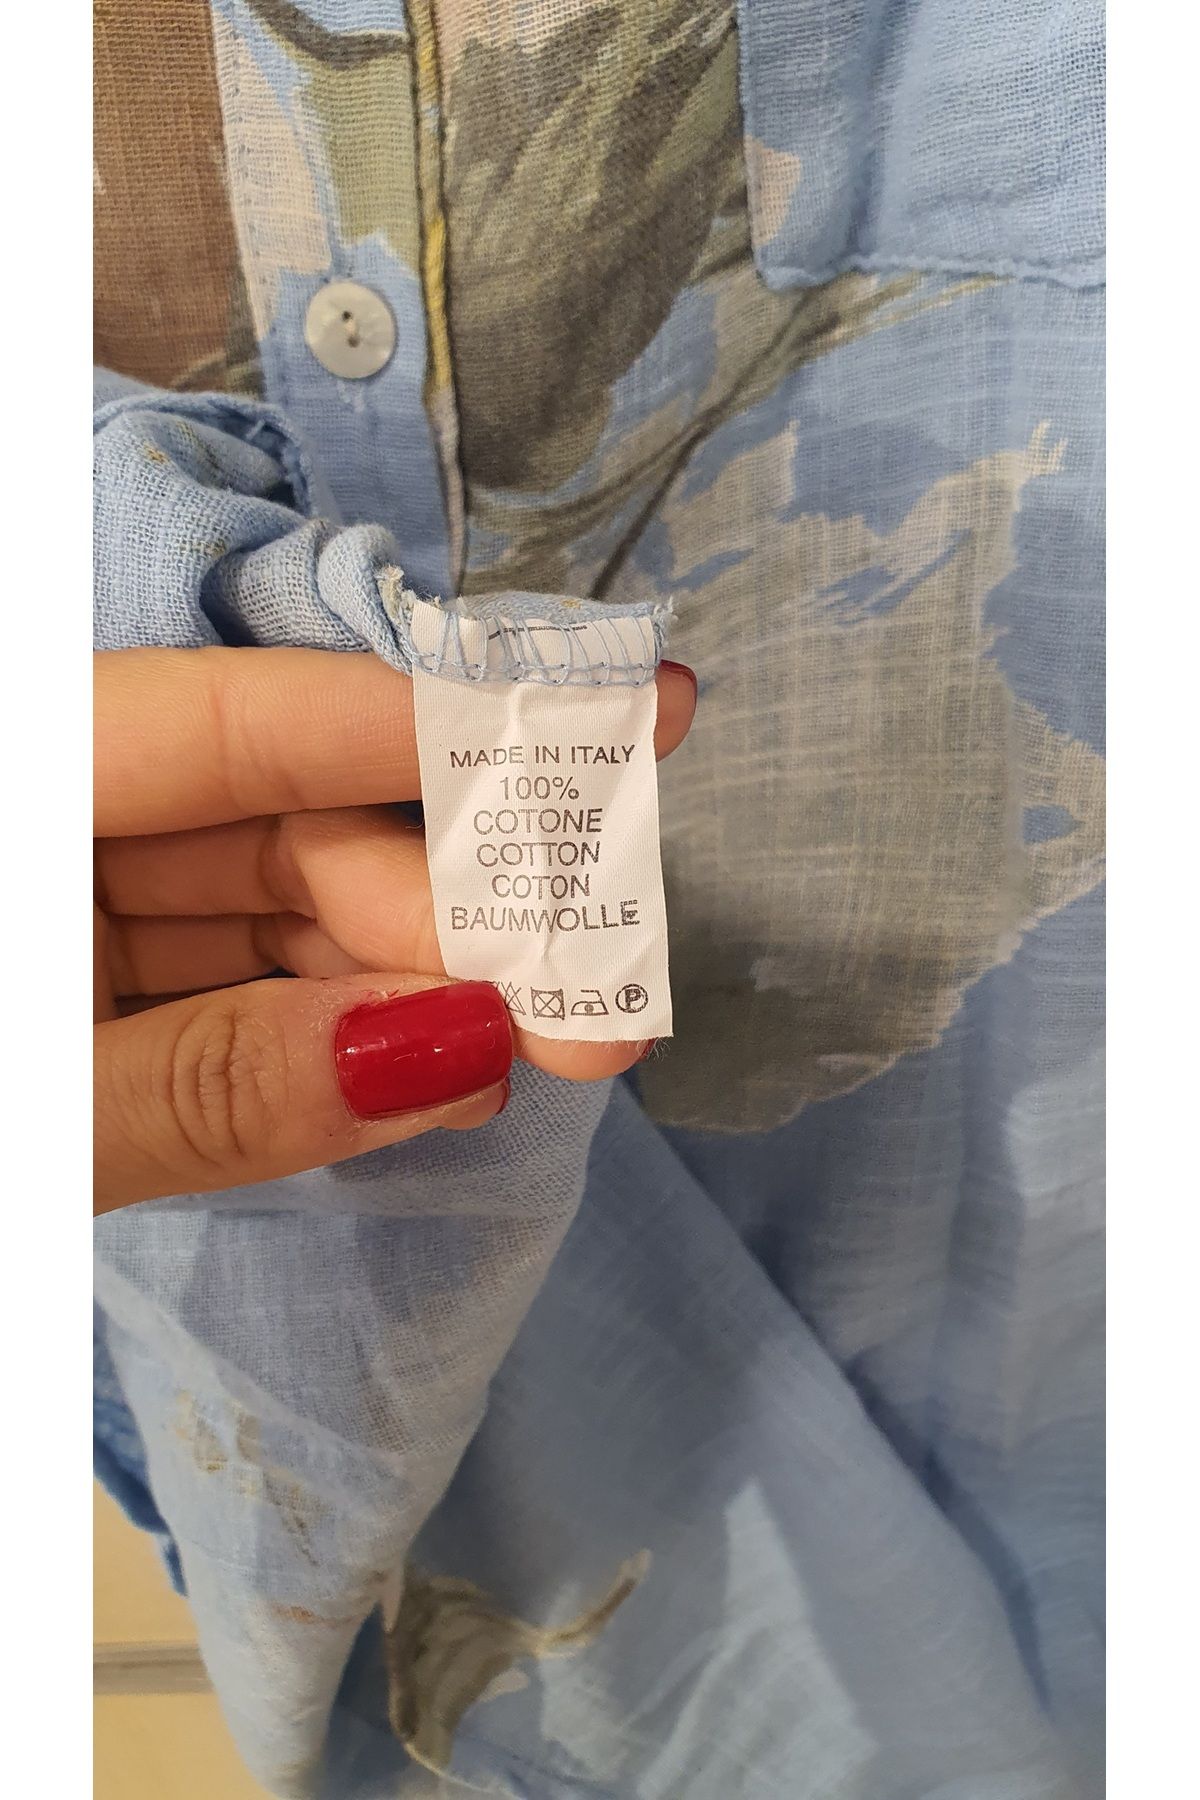 MADE IN ITALY
100%
COTONE
COTTON
COTON
BAUMWOLLE
P